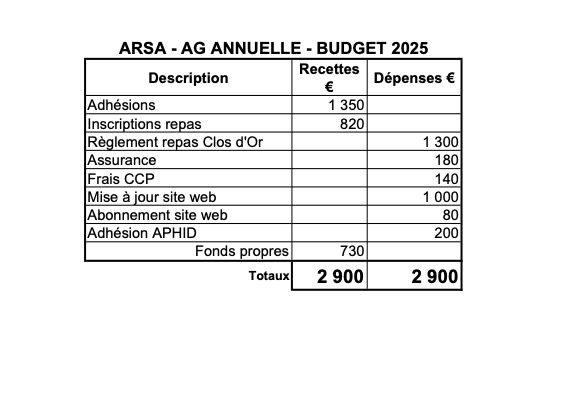 ARSA - AG ANNUELLE - BUDGET 2025
Description Recettes € Dépenses €
Adhésions 1 350
Inscriptions repas 820
Règlement repas Clos d'Or 1 300
Assurance 180
Frais CCP 140
Mise à jour site web 1 000
Abonnement site web 80
Adhésion APHID 200
Fonds propres 730
Totaux 2 900 2 900